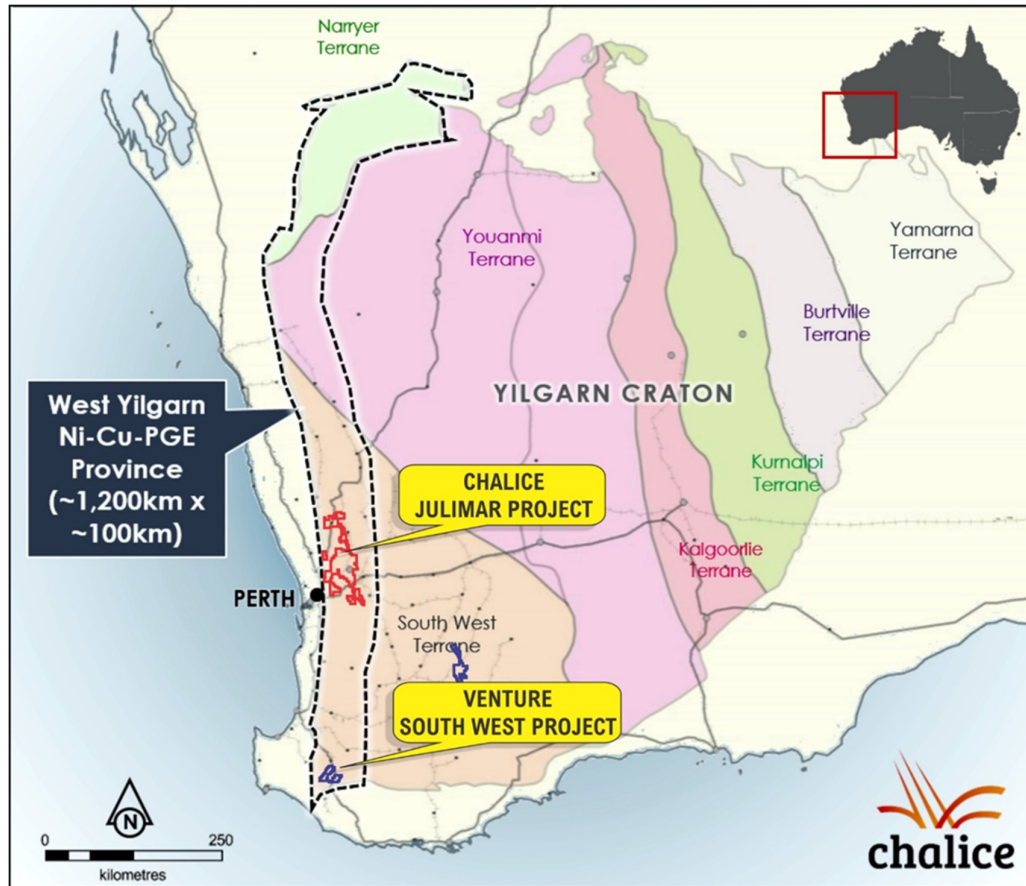 Narryer
Terrane
Youanmi
Terrane
Yamarna
Terrane
Burtville
Terrane
YILGARN CRATON
West Yilgarn
Ni-Cu-PGE
Province
(~1,200km x
~100km)
Kurnalpi
Terrane
CHALICE
JULIMAR PROJECT
Kalgoorlie
Terrane
PERTH
South West
Terrane
VENTURE
SOUTH WEST PROJECT
N
0 250
kilometres
chalice